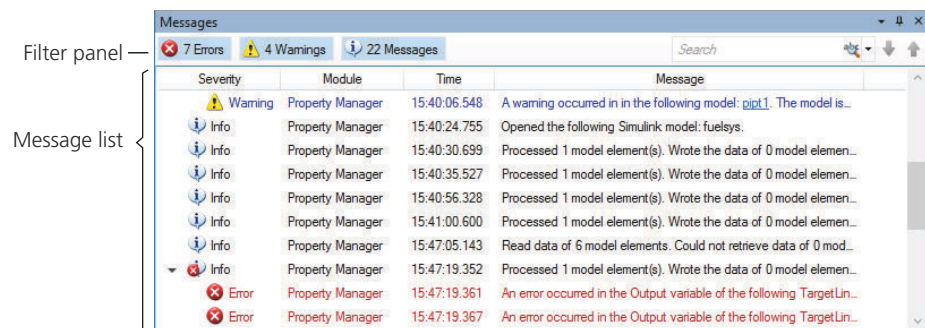 Messages
Filter panel
7 Errors 4 Warnings 22 Messages Search
Severity Module Time Message
Message list
Warning Property Manager 15:40:06.548 A warning occurred in in the following model: pipt1. The model is...
Info Property Manager 15:40:24.755 Opened the following Simulink model: fuelsys.
Info Property Manager 15:40:30.699 Processed 1 model element(s). Wrote the data of 0 model elemen...
Info Property Manager 15:40:35.527 Processed 1 model element(s). Wrote the data of 0 model elemen...
Info Property Manager 15:40:56.328 Processed 1 model element(s). Wrote the data of 0 model elemen...
Info Property Manager 15:41:00.600 Processed 1 model element(s). Wrote the data of 0 model elemen...
Info Property Manager 15:47:05.143 Read data of 6 model elements. Could not retrieve data of 0 mod...
Info Property Manager 15:47:19.352 Processed 1 model element(s). Wrote the data of 0 model elemen...
Error Property Manager 15:47:19.361 An error occurred in the Output variable of the following TargetLin...
Error Property Manager 15:47:19.367 An error occurred in the Output variable of the following TargetLin...